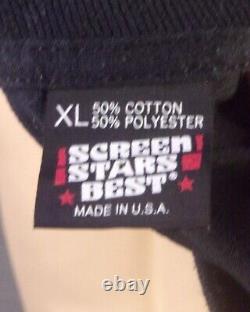 XL 50% COTTON
50% POLYESTER
SCREEN
STARS
BEST®
MADE IN U.S.A.